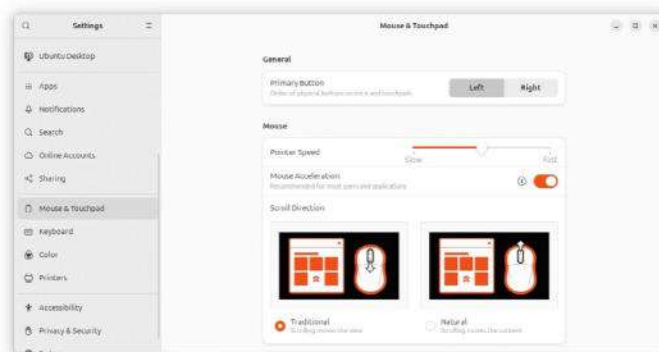 Settings
Mouse & Touchpad
Ubuntu Desktop
Apps
Notifications
Search
Online Accounts
Sharing
Mouse & Touchpad
Keyboard
Color
Printers
Accessibility
Privacy & Security
General
Primary Button
Order of physical buttons on mice and touchpads
Left
Right
Mouse
Pointer Speed
Slow
Fast
Mouse Acceleration
Recommended for most users and applications
Scroll Direction
Traditional
Scrolling moves the view
Natural
Scrolling moves the content